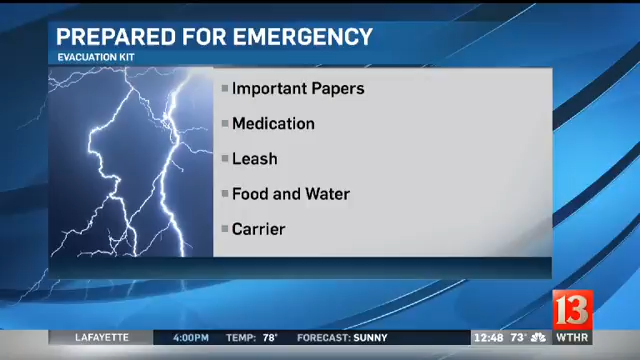 PREPARED FOR EMERGENCY
EVACUATION KIT
Important Papers
Medication
Leash
Food and Water
Carrier
13
LAFAYETTE 4:00PM TEMP: 78° FORECAST: SUNNY 12:48 73° WTHR